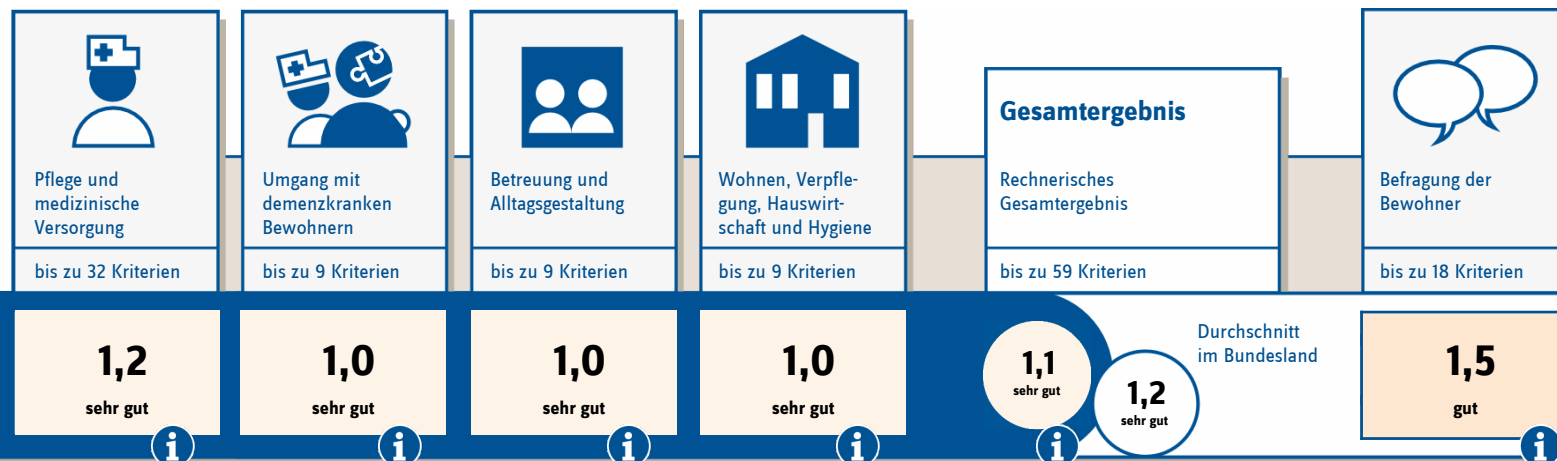 Pflege und
medizinische
Versorgung
bis zu 32 Kriterien
1,2
sehr gut
i
Umgang mit
demenzkranken
Bewohnern
bis zu 9 Kriterien
1,0
sehr gut
i
Betreuung und
Alltagsgestaltung
bis zu 9 Kriterien
1,0
sehr gut
i
Wohnen, Verpfle-
gung, Hauswirt-
schaft und Hygiene
bis zu 9 Kriterien
1,0
sehr gut
i
Gesamtergebnis
Rechnerisches
Gesamtergebnis
bis zu 59 Kriterien
1,1
sehr gut
i
1,2
sehr gut
Durchschnitt
im Bundesland
Befragung der
Bewohner
bis zu 18 Kriterien
1,5
gut
i